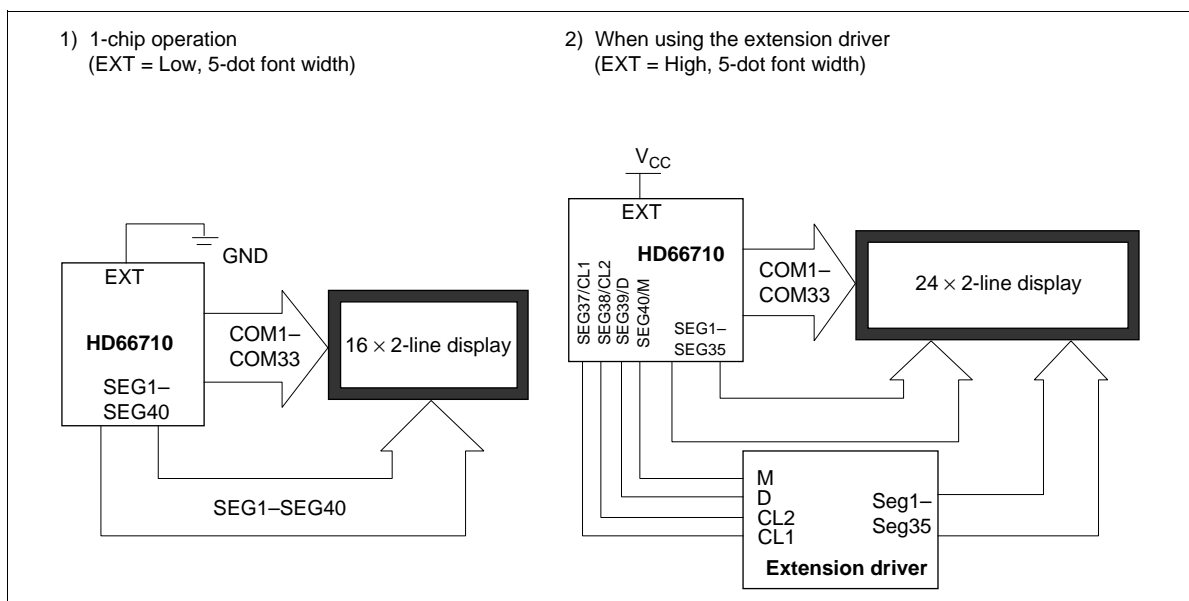 1) 1-chip operation
(EXT = Low, 5-dot font width)
GND
EXT
HD66710
SEG1–
SEG40
COM1–
COM33
16 × 2-line display
SEG1–SEG40
2) When using the extension driver
(EXT = High, 5-dot font width)
VCC
EXT
HD66710
SEG37/CL1
SEG38/CL2
SEG39/D
SEG40/M
SEG1–
SEG35
COM1–
COM33
24 × 2-line display
M
D
CL2
CL1
Seg1–
Seg35
Extension driver